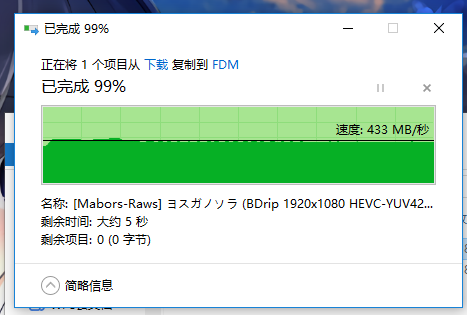 已完成 99%
正在将 1 个项目从 下载 复制到 FDM
已完成 99%
速度: 433 MB/秒
名称: [Mabors-Raws] ヨスガノソラ (BDrip 1920x1080 HEVC-YUV42...
剩余时间: 大约 5 秒
剩余项目: 0 (0 字节)
简略信息